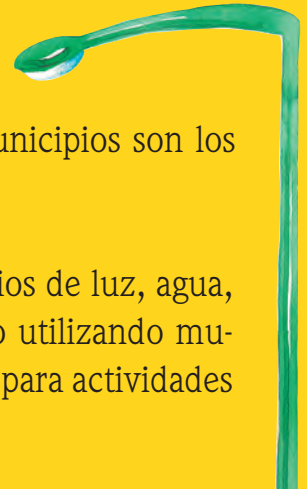 unicipios son los
ios de luz, agua,
o utilizando mu-
para actividades